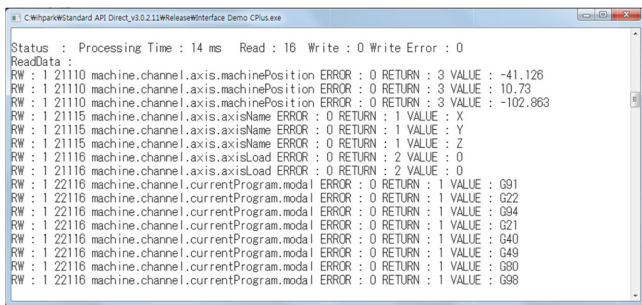 C:₩ihpark₩Standard API Direct_v3.0.2.11₩Release₩Interface Demo CPlus.exe
Status : Processing Time : 14 ms Read : 16 Write : 0 Write Error : 0
ReadData :
RW : 1 21110 machine.channel.axis.machinePosition ERROR : 0 RETURN : 3 VALUE : -41.126
RW : 1 21110 machine.channel.axis.machinePosition ERROR : 0 RETURN : 3 VALUE : 10.73
RW : 1 21110 machine.channel.axis.machinePosition ERROR : 0 RETURN : 3 VALUE : -102.863
RW : 1 21115 machine.channel.axis.axisName ERROR : 0 RETURN : 1 VALUE : X
RW : 1 21115 machine.channel.axis.axisName ERROR : 0 RETURN : 1 VALUE : Y
RW : 1 21115 machine.channel.axis.axisName ERROR : 0 RETURN : 1 VALUE : Z
RW : 1 21116 machine.channel.axis.axisLoad ERROR : 0 RETURN : 2 VALUE : 0
RW : 1 21116 machine.channel.axis.axisLoad ERROR : 0 RETURN : 2 VALUE : 0
RW : 1 22116 machine.channel.currentProgram.modal ERROR : 0 RETURN : 1 VALUE : G91
RW : 1 22116 machine.channel.currentProgram.modal ERROR : 0 RETURN : 1 VALUE : G22
RW : 1 22116 machine.channel.currentProgram.modal ERROR : 0 RETURN : 1 VALUE : G94
RW : 1 22116 machine.channel.currentProgram.modal ERROR : 0 RETURN : 1 VALUE : G21
RW : 1 22116 machine.channel.currentProgram.modal ERROR : 0 RETURN : 1 VALUE : G40
RW : 1 22116 machine.channel.currentProgram.modal ERROR : 0 RETURN : 1 VALUE : G49
RW : 1 22116 machine.channel.currentProgram.modal ERROR : 0 RETURN : 1 VALUE : G80
RW : 1 22116 machine.channel.currentProgram.modal ERROR : 0 RETURN : 1 VALUE : G98